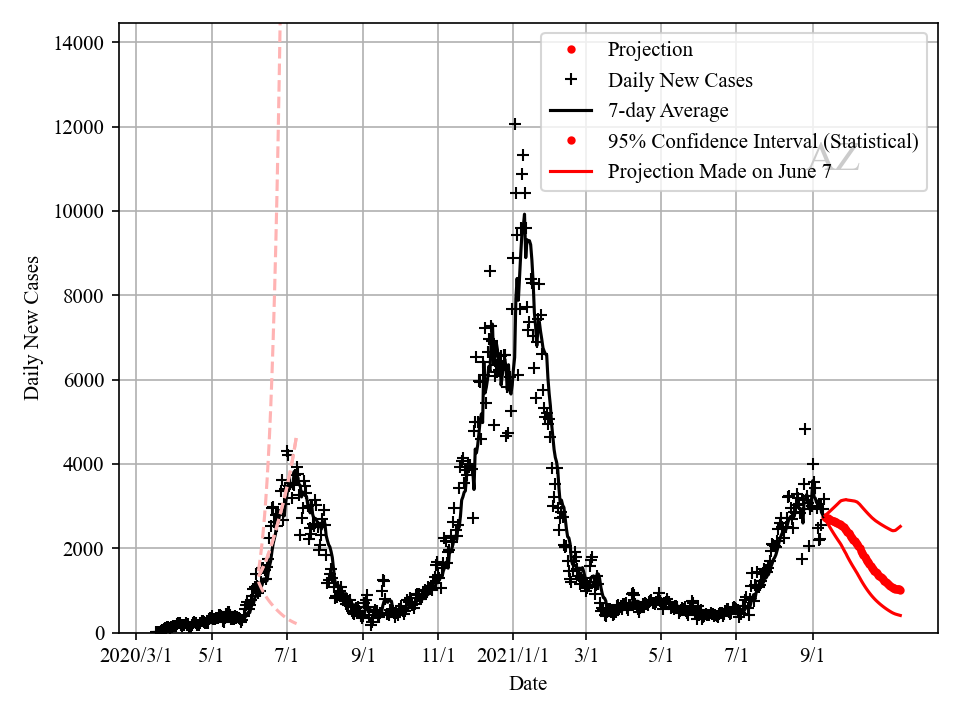 14000
12000
10000
8000
6000
4000
2000
0
Daily New Cases
Projection
Daily New Cases
7-day Average
95% Confidence Interval (Statistical)
Projection Made on June 7
AZ
2020/3/1 5/1 7/1 9/1 11/1 2021/1/1 3/1 5/1 7/1 9/1
Date